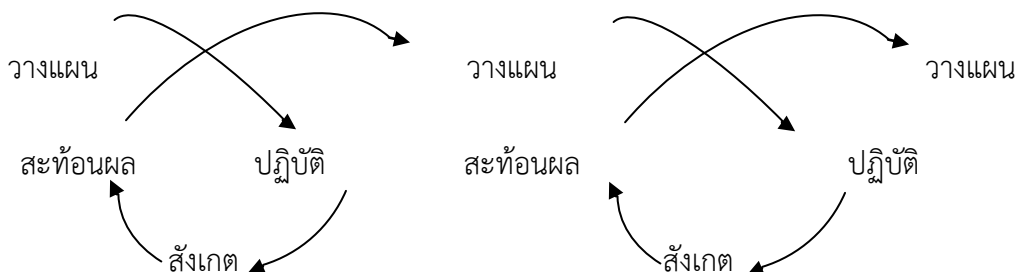 วางแผน วางแผน วางแผน
สะท้อนผล ปฏิบัติ สะท้อนผล ปฏิบัติ
สังเกต สังเกต